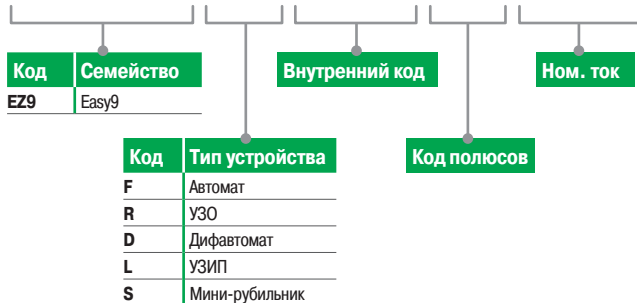 Код Семейство Внутренний код Ном. ток
EZ9 Easy9
Код Тип устройства Код полюсов
F Автомат
R УЗО
D Дифавтомат
L УЗИП
S Мини-рубильник